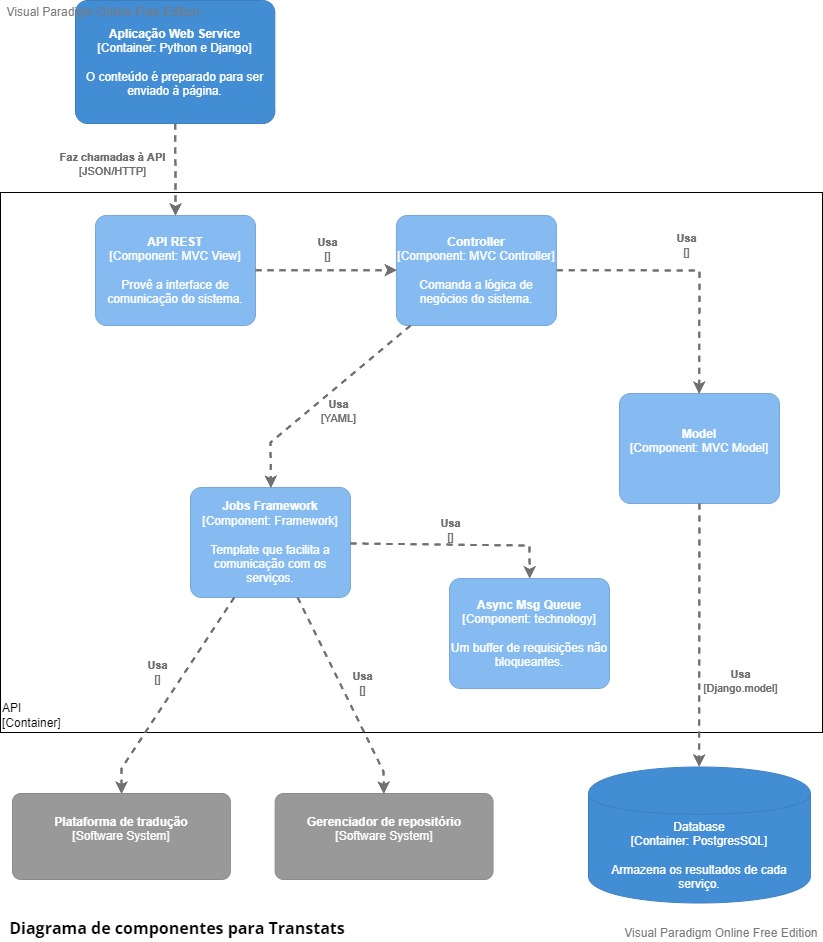 Visual Paradigm Online Free Edition
Aplicação Web Service
[Container: Python e Django]
O conteúdo é preparado para ser
enviado à página.
Faz chamadas à API
[JSON/HTTP]
API REST
[Component: MVC View]
Provê a interface de
comunicação do sistema.
Usa
[]
Controller
[Component: MVC Controller]
Comanda a lógica de
negócios do sistema.
Usa
[]
Usa
[YAML]
Model
[Component: MVC Model]
Jobs Framework
[Component: Framework]
Template que facilita a
comunicação com os
serviços.
Usa
[]
Async Msg Queue
[Component: technology]
Um buffer de requisições não
bloqueantes.
Usa
[]
Usa
[]
Usa
[Django.model]
API
[Container]
Plataforma de tradução
[Software System]
Gerenciador de repositório
[Software System]
Database
[Container: PostgresSQL]
Armazena os resultados de cada
serviço.
Diagrama de componentes para Transtats
Visual Paradigm Online Free Edition